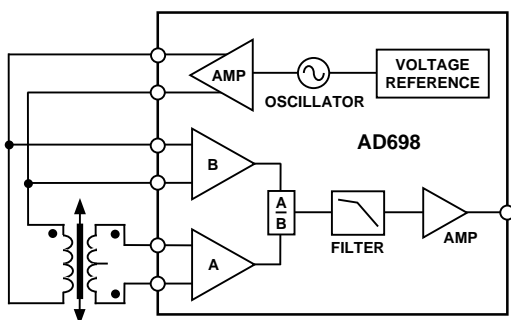 AMP
OSCILLATOR
VOLTAGE
REFERENCE
AD698
B
A
B
FILTER
AMP
A